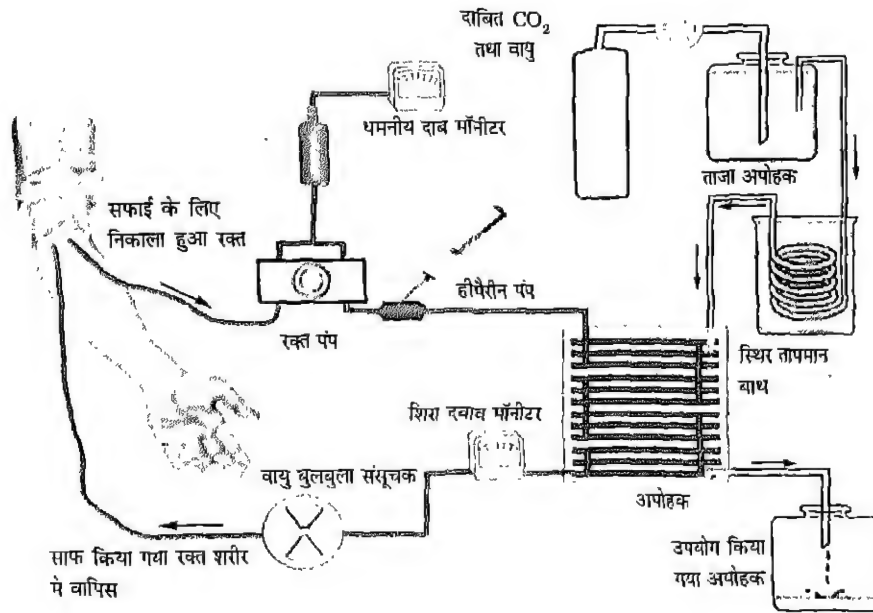 दाबित CO₂
तथा वायु
धमनीय दाब मॉनीटर
ताजा अपोहक
सफाई के लिए
निकाला हुआ रक्त
हीपैरीन पंप
रक्त पंप
स्थिर तापमान
बाथ
शिरा दबाव मॉनीटर
वायु बुलबुला संसूचक
अपोहक
साफ किया गया रक्त शरीर
मे वापिस
उपयोग किया
गया अपोहक